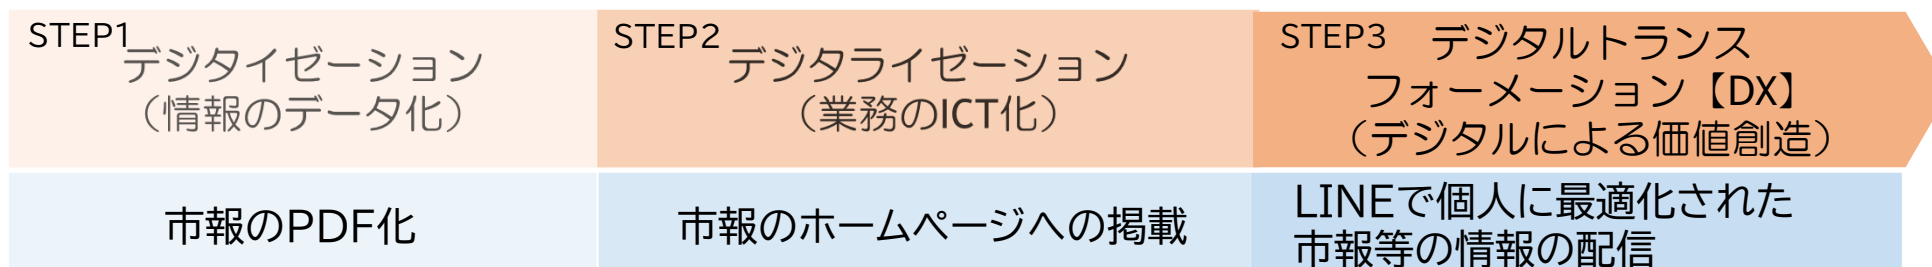 STEP1
デジタイゼーション
（情報のデータ化）
STEP2
デジタライゼーション
（業務のICT化）
STEP3 デジタルトランス
フォーメーション【DX】
（デジタルによる価値創造）
市報のPDF化
市報のホームページへの掲載
LINEで個人に最適化された
市報等の情報の配信